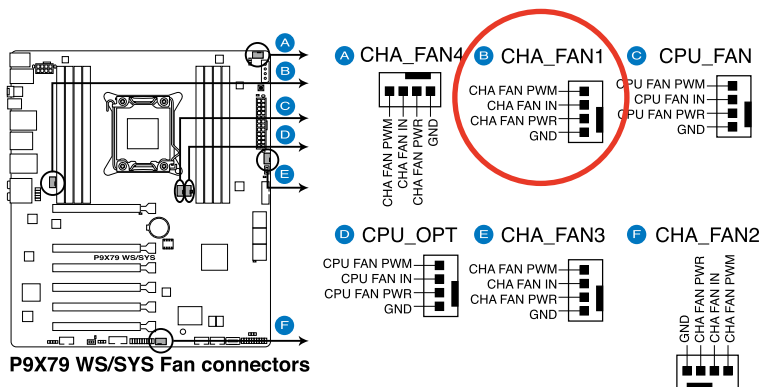 A
B
C
D
E
F
P9X79 WS/SYS
P9X79 WS/SYS Fan connectors
A CHA_FAN4
CHA FAN PWM
CHA FAN IN
CHA FAN PWR
GND
B CHA_FAN1
CHA FAN PWM
CHA FAN IN
CHA FAN PWR
GND
C CPU_FAN
CPU FAN PWM
CPU FAN IN
CPU FAN PWR
GND
D CPU_OPT
CPU FAN PWM
CPU FAN IN
CPU FAN PWR
GND
E CHA_FAN3
CHA FAN PWM
CHA FAN IN
CHA FAN PWR
GND
F CHA_FAN2
GND
CHA FAN PWR
CHA FAN IN
CHA FAN PWM